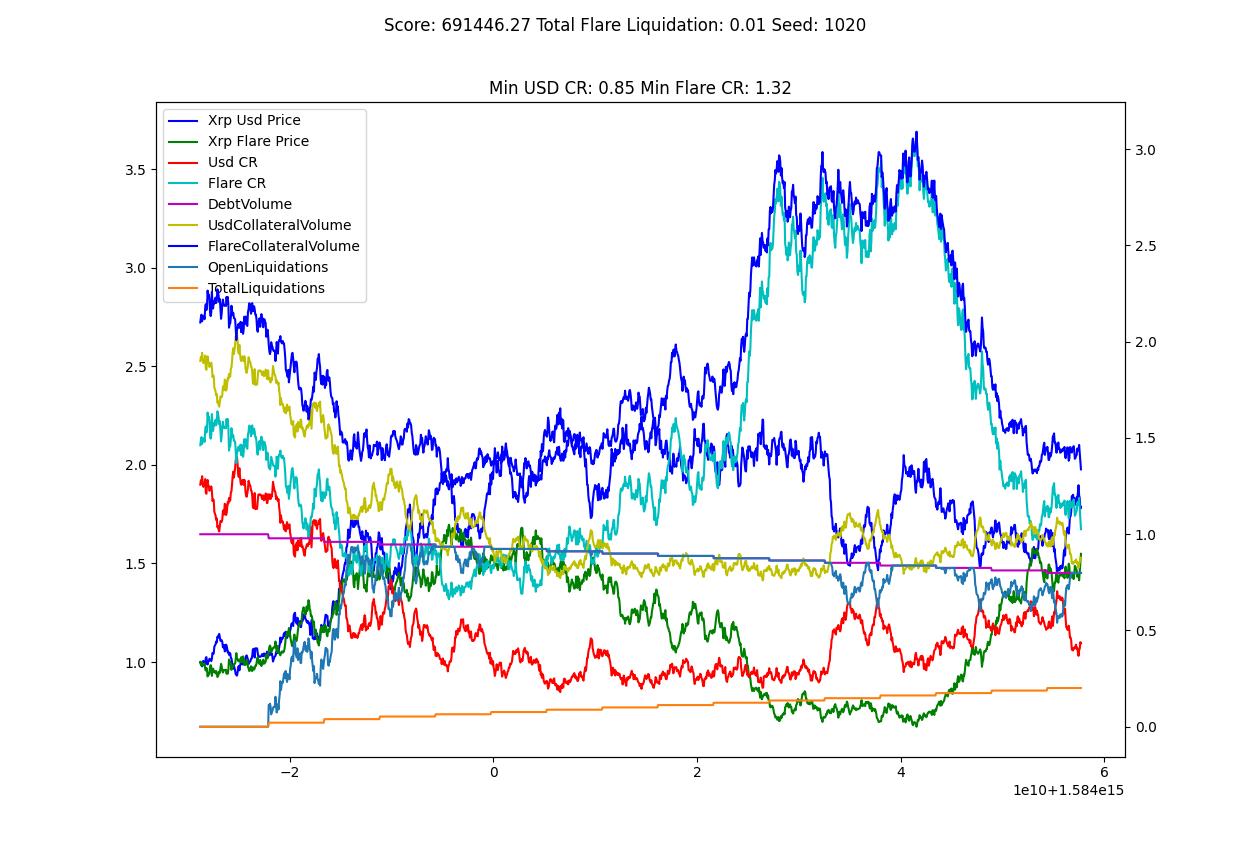 Score: 691446.27 Total Flare Liquidation: 0.01 Seed: 1020
Min USD CR: 0.85 Min Flare CR: 1.32
Xrp Usd Price
Xrp Flare Price
Usd CR
Flare CR
DebtVolume
UsdCollateralVolume
FlareCollateralVolume
OpenLiquidations
TotalLiquidations
3.5
3.0
2.5
2.0
1.5
1.0
3.0
2.5
2.0
1.5
1.0
0.5
0.0
−2
0
2
4
6
1e10+1.584e15